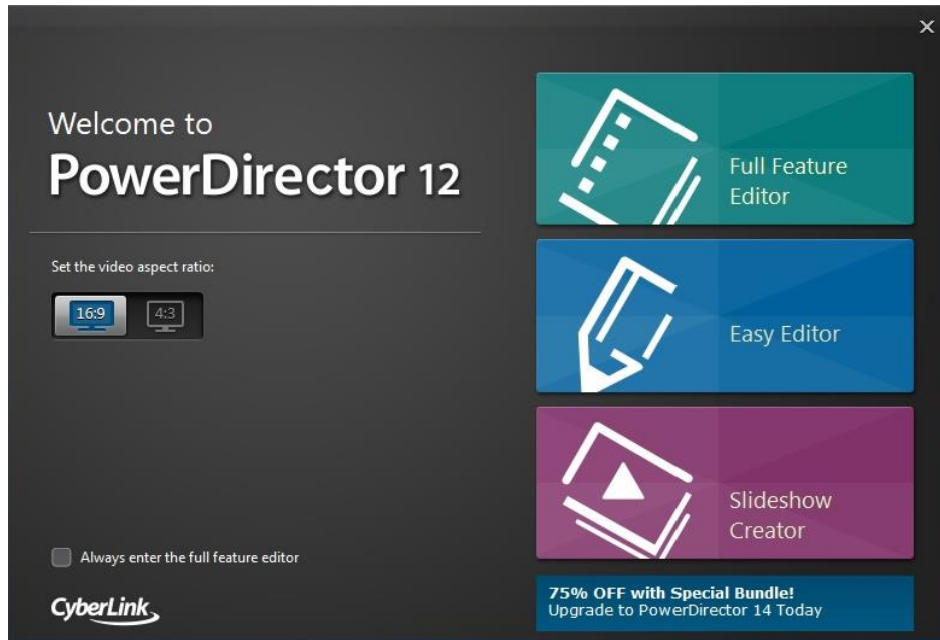 Welcome to
PowerDirector 12
Set the video aspect ratio:
16:9 4:3
Always enter the full feature editor
CyberLink
Full Feature
Editor
Easy Editor
Slideshow
Creator
75% OFF with Special Bundle!
Upgrade to PowerDirector 14 Today